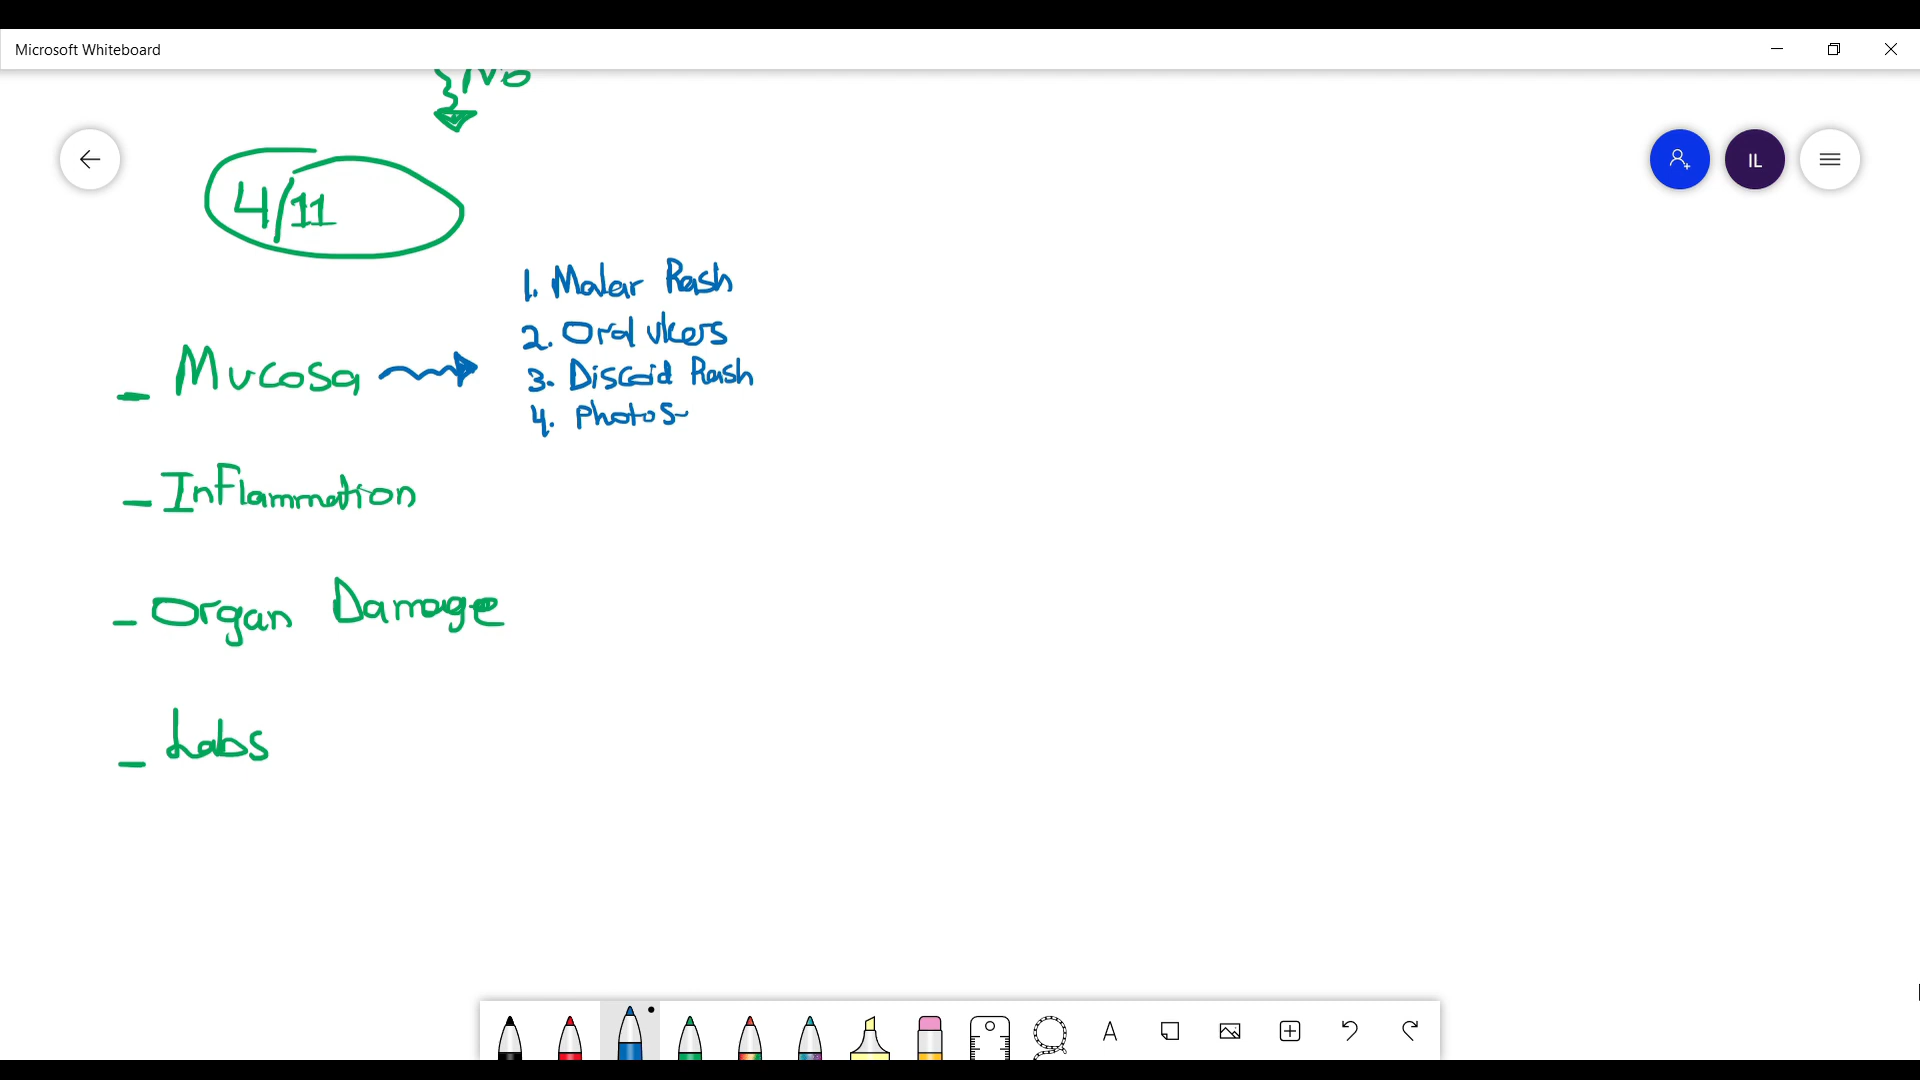 Microsoft Whiteboard
No
4/11
IL
1. Malar Rash
2. Oral ulcers
- Mucosa
3. Discoid Rash
4. Photos
- Inflammation
- Organ Damage
- Labs
A